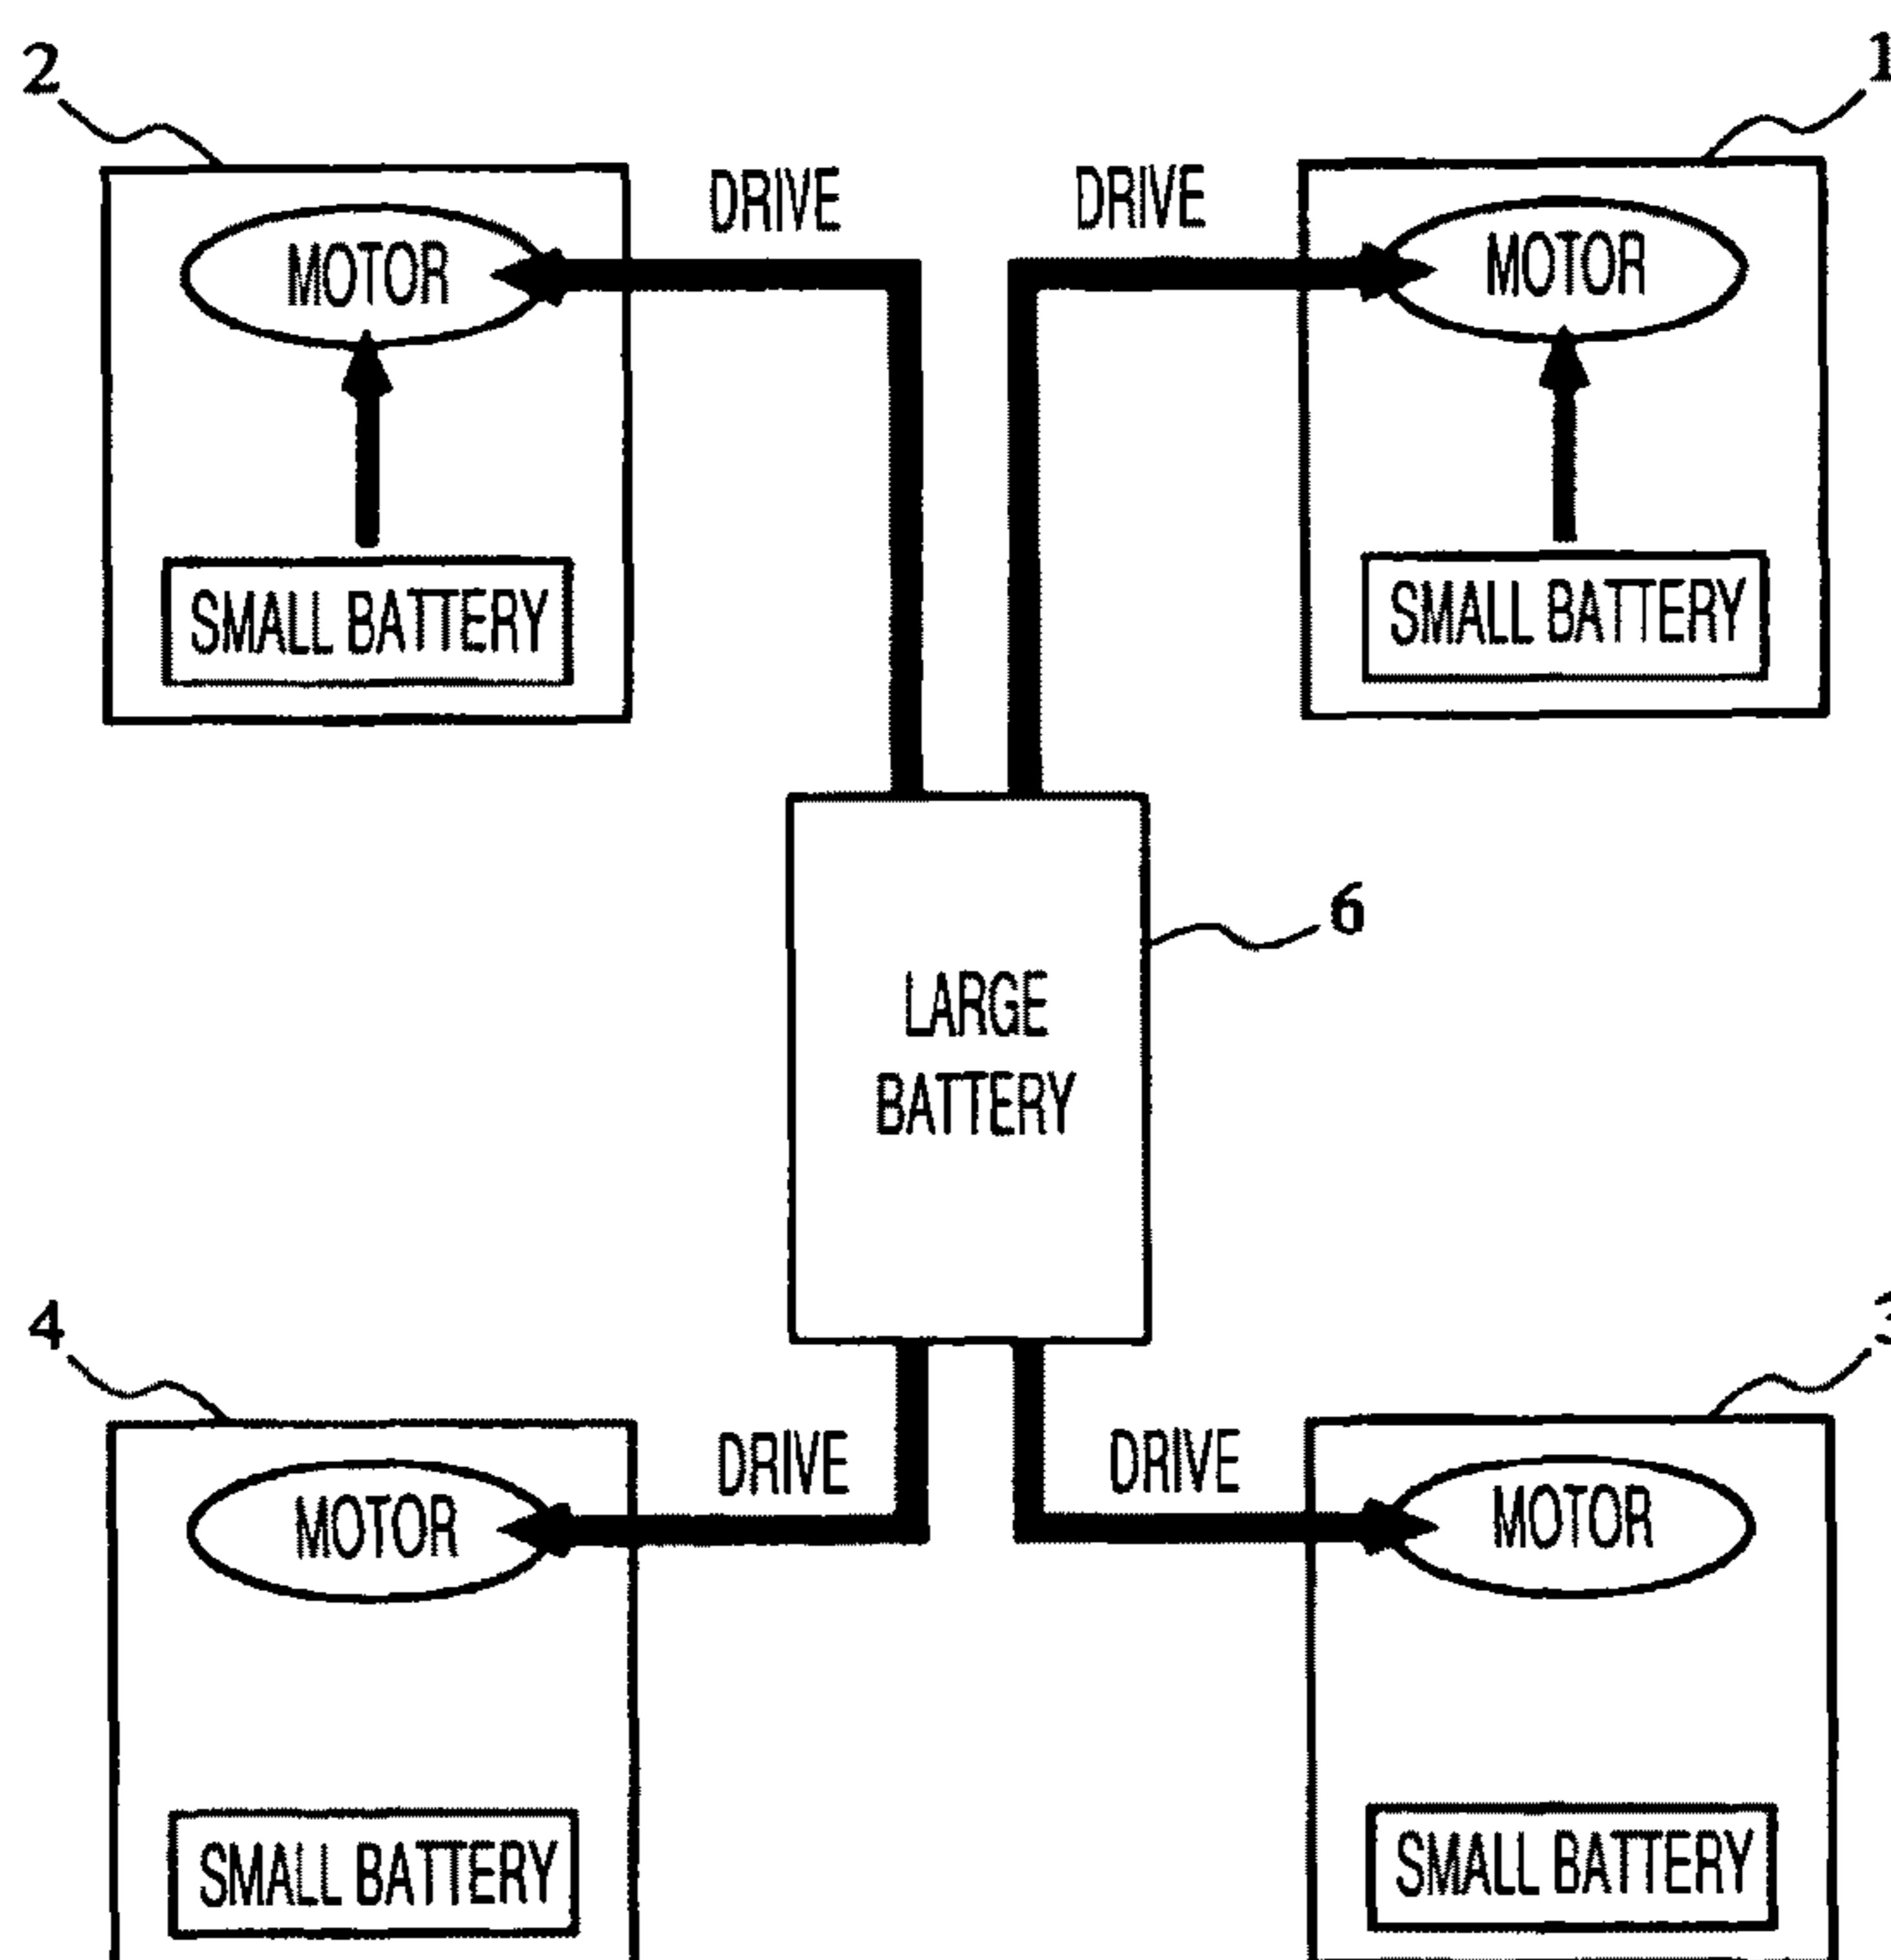 2
1
DRIVE
DRIVE
MOTOR
MOTOR
SMALL BATTERY
SMALL BATTERY
6
LARGE
BATTERY
4
3
DRIVE
DRIVE
MOTOR
MOTOR
SMALL BATTERY
SMALL BATTERY